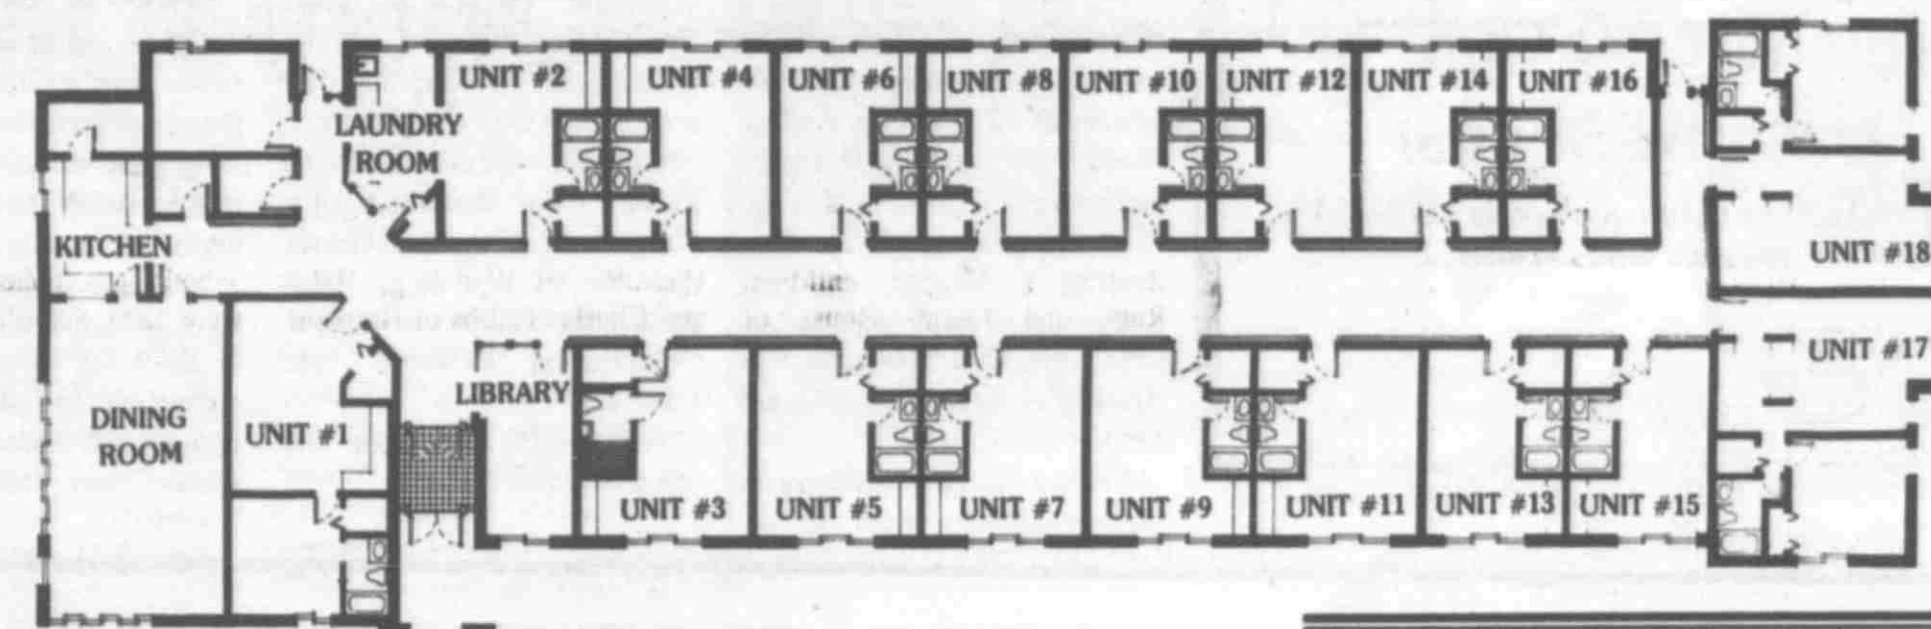 UNIT #2
UNIT #4
UNIT #6
UNIT #8
UNIT #10
UNIT #12
UNIT #14
UNIT #16
LAUNDRY
ROOM
KITCHEN
UNIT #18
UNIT #17
LIBRARY
DINING
ROOM
UNIT #1
UNIT #3
UNIT #5
UNIT #7
UNIT #9
UNIT #11
UNIT #13
UNIT #15